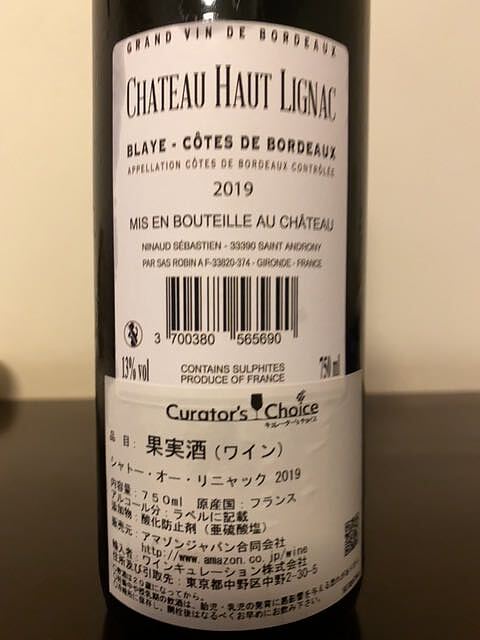 GRAND VIN DE BORDEAUX
CHATEAU HAUT LIGNAC
BLAYE - CÔTES DE BORDEAUX
APPELLATION CÔTES DE BORDEAUX CONTRÔLÉE
2019
MIS EN BOUTEILLE AU CHÂTEAU
NINAUD SÉBASTIEN - 33390 SAINT ANDRONY
PAR SAS ROBIN A F-33820-374 - GIRONDE - FRANCE
3 700380 565690
13% vol
CONTAINS SULPHITES
PRODUCE OF FRANCE
750 ml
Curator's Choice
キュレーターズチョイス
品 目: 果実酒(ワイン)
シャトー・オー・リニャック 2019
内容量:750ml 原産国:フランス
アルコール分:ラベルに記載
添加物:酸化防止剤(亜硫酸塩)
販売元:アマゾンジャパン合同会社
http://www.amazon.co.jp/wine
輸入者:ワインキュレーション株式会社
住所及び引取先:東京都中野区中野2-30-5